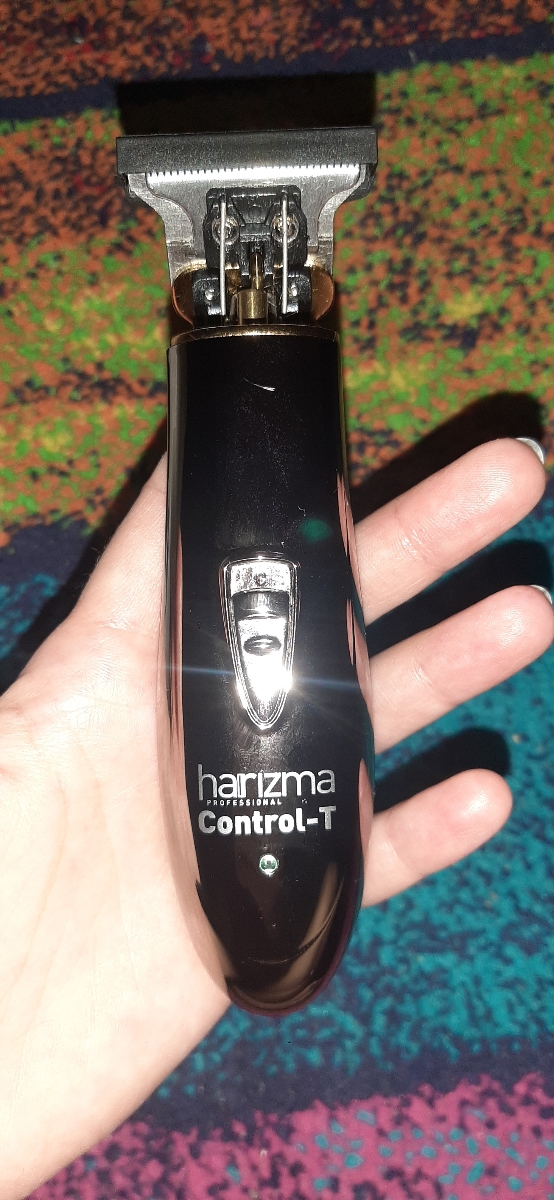 harizma
PROFESSIONAL
Control-T